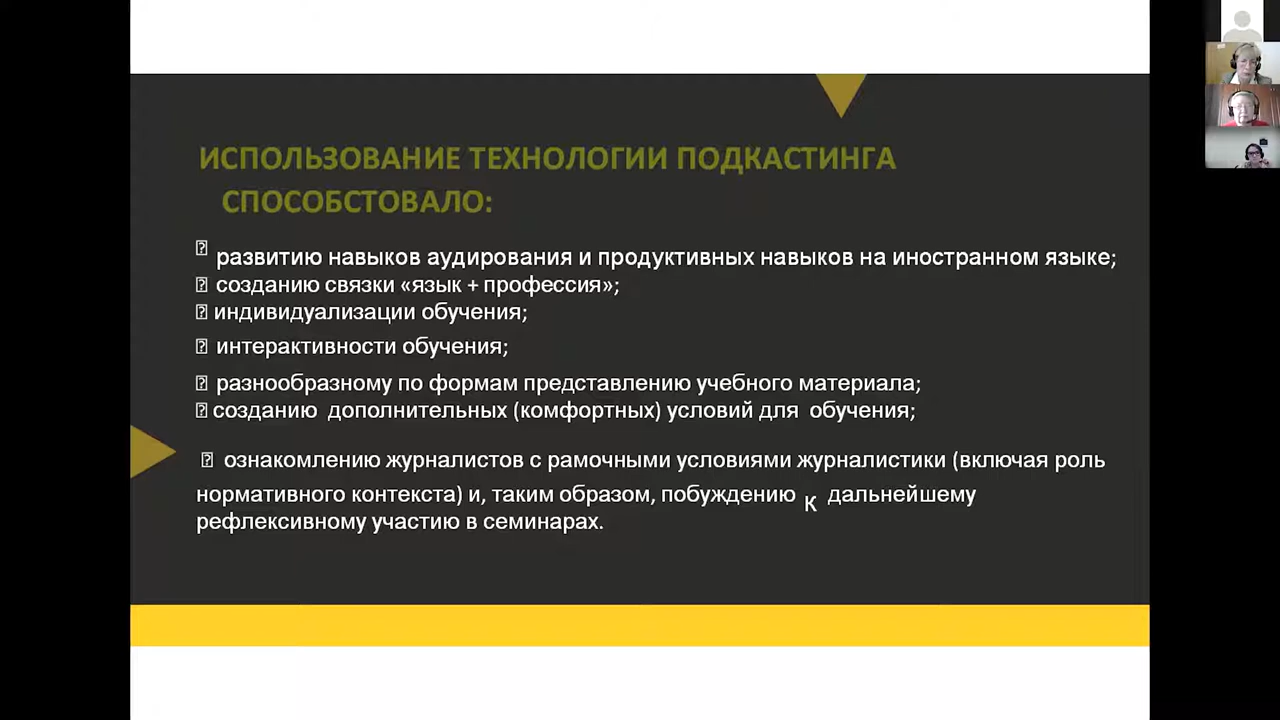 ИСПОЛЬЗОВАНИЕ ТЕХНОЛОГИИ ПОДКАСТИНГА
СПОСОБСТОВАЛО:
развитию навыков аудирования и продуктивных навыков на иностранном языке;
созданию связки «язык + профессия»;
индивидуализации обучения;
интерактивности обучения;
разнообразному по формам представлению учебного материала;
созданию дополнительных (комфортных) условий для обучения;
ознакомлению журналистов с рамочными условиями журналистики (включая роль
нормативного контекста) и, таким образом, побуждению к дальнейшему
рефлексивному участию в семинарах.